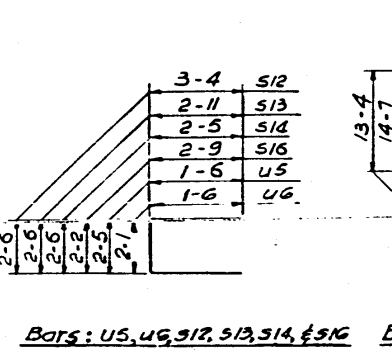 3-4 S12
2-11 S13
2-5 S14
2-9 S16
1-6 U5
1-6 U6
13-4
14-7
2-6 2-6 2-6 2-2 2-5 2-1
Bars: U5, U6, S12, S13, S14, & S16